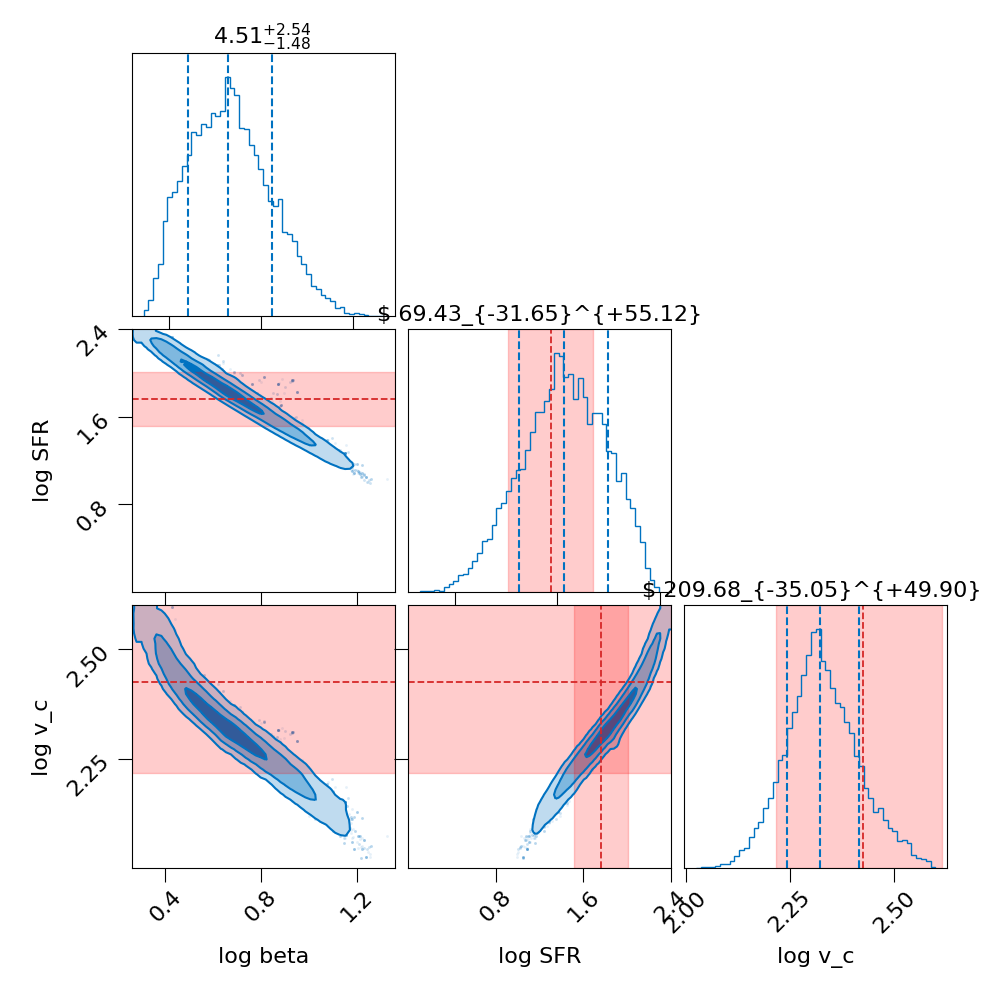 4.51+2.54−1.48
$ 69.43_{-31.65}^{+55.12}
2.4
1.6
0.8
log SFR
$ 209.68_{-35.05}^{+49.90}
2.50
2.25
log v_c
0.4 0.8 1.2 0.8 1.6 2.4 2.00 2.25 2.50
log beta log SFR log v_c